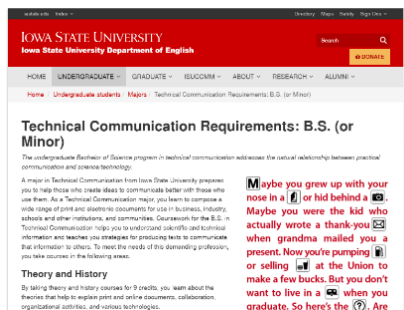 iastate.edu Index
Directory Maps Safety Sign Ons
IOWA STATE UNIVERSITY
Iowa State University Department of English
Search
DONATE
HOME UNDERGRADUATE GRADUATE ISUCOMM ABOUT RESEARCH ALUMNI
Home / Undergraduate students / Majors / Technical Communication Requirements: B.S. (or Minor)
Technical Communication Requirements: B.S. (or
Minor)
The undergraduate Bachelor of Science program in technical communication addresses the natural relationship between practical
communication and science/technology.
A major in Technical Communication from Iowa State University prepares
you to help those who create ideas to communicate better with those who
use them. As a Technical Communication major, you learn to compose a
wide range of print and electronic documents for use in business, industry,
schools and other institutions, and communities. Coursework for the B.S. in
Technical Communication helps you to understand scientific and technical
information and teaches you strategies for producing texts to communicate
that information to others. To meet the needs of this demanding profession,
you take courses in the following areas.
Theory and History
By taking theory and history courses for 9 credits, you learn about the
theories that help to explain print and online documents, collaboration,
organizational activities, and various technologies.
Maybe you grew up with your
nose in a or hid behind a .
Maybe you were the kid who
actually wrote a thank-you
when grandma mailed you a
present. Now you're pumping
or selling at the Union to
make a few bucks. But you don't
want to live in a when you
graduate. So here's the ?. Are